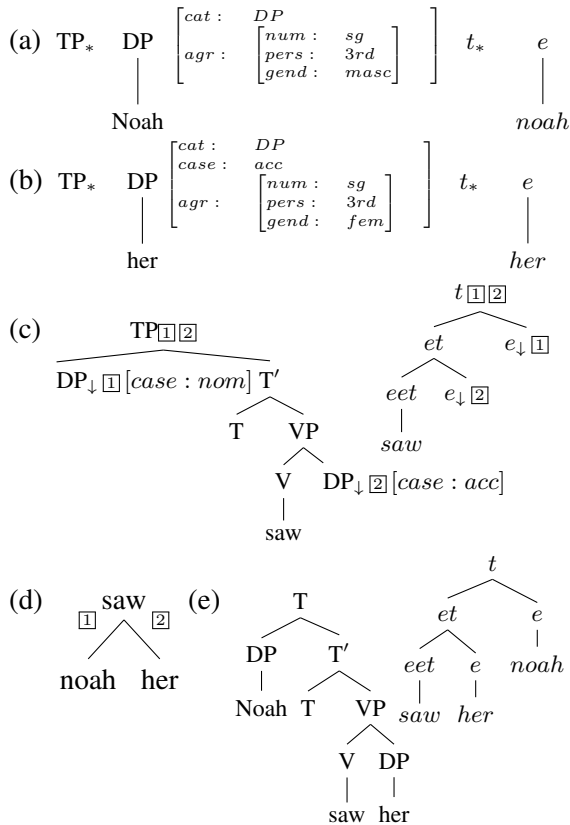 (a) TP* DP [cat : DP agr : [num : sg pers : 3rd gend : masc]] t* e
Noah noah
(b) TP* DP [cat : DP case : acc agr : [num : sg pers : 3rd gend : fem]] t* e
her her
(c) TP 1 2 t 1 2
et e↓ 1
DP↓ 1 [case : nom] T′ eet e↓ 2
T VP saw
V DP↓ 2 [case : acc]
saw
(d) saw (e) T t
1 2
noah her
DP T′ et e
Noah T VP eet e noah
saw her
V DP
saw her